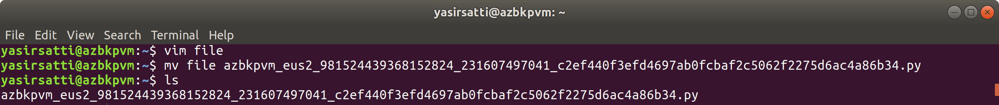 yasirsatti@azbkpvm: ~
File Edit View Search Terminal Help
yasirsatti@azbkpvm:~$ vim file
yasirsatti@azbkpvm:~$ mv file azbkpvm_eus2_981524439368152824_231607497041_c2ef440f3efd4697ab0fcbaf2c5062f2275d6ac4a86b34.py
yasirsatti@azbkpvm:~$ ls
azbkpvm_eus2_981524439368152824_231607497041_c2ef440f3efd4697ab0fcbaf2c5062f2275d6ac4a86b34.py